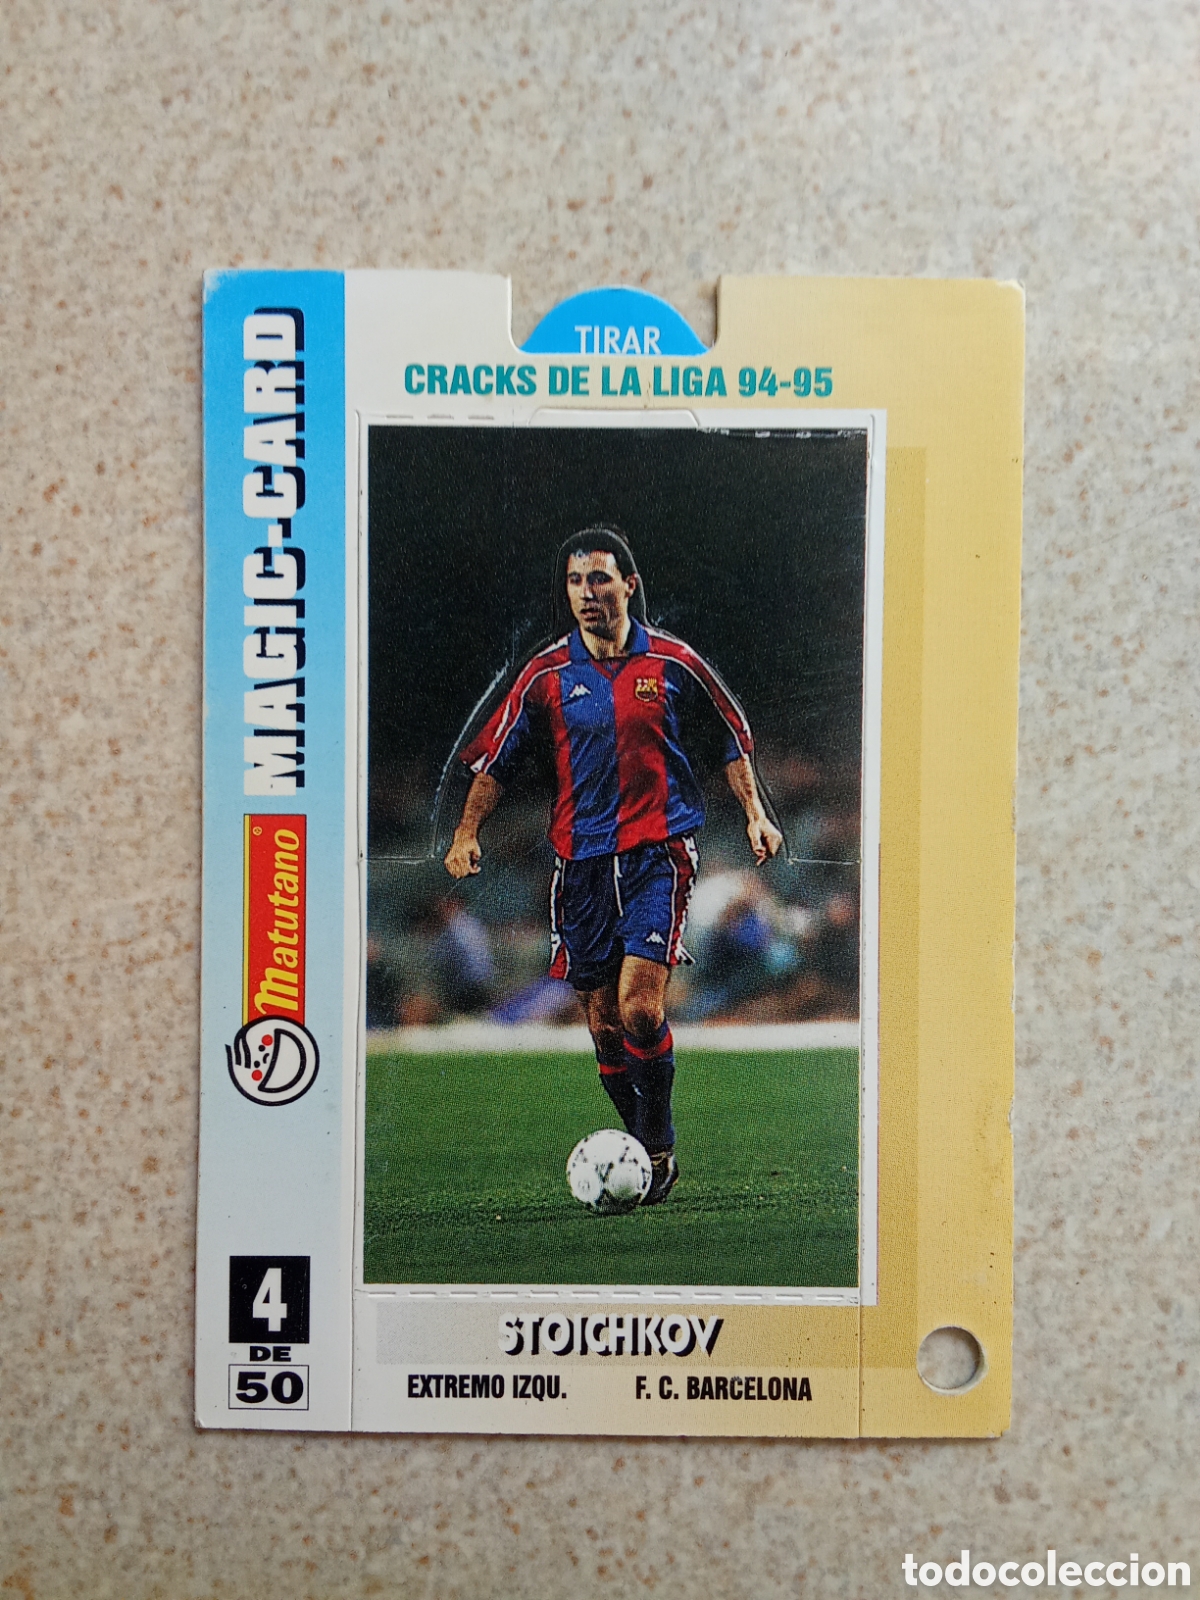 TIRAR
CRACKS DE LA LIGA 94-95
MAGIC-CARD
Matutano
®
4
DE
50
STOICHKOV
EXTREMO IZQU. F. C. BARCELONA
todocoleccion